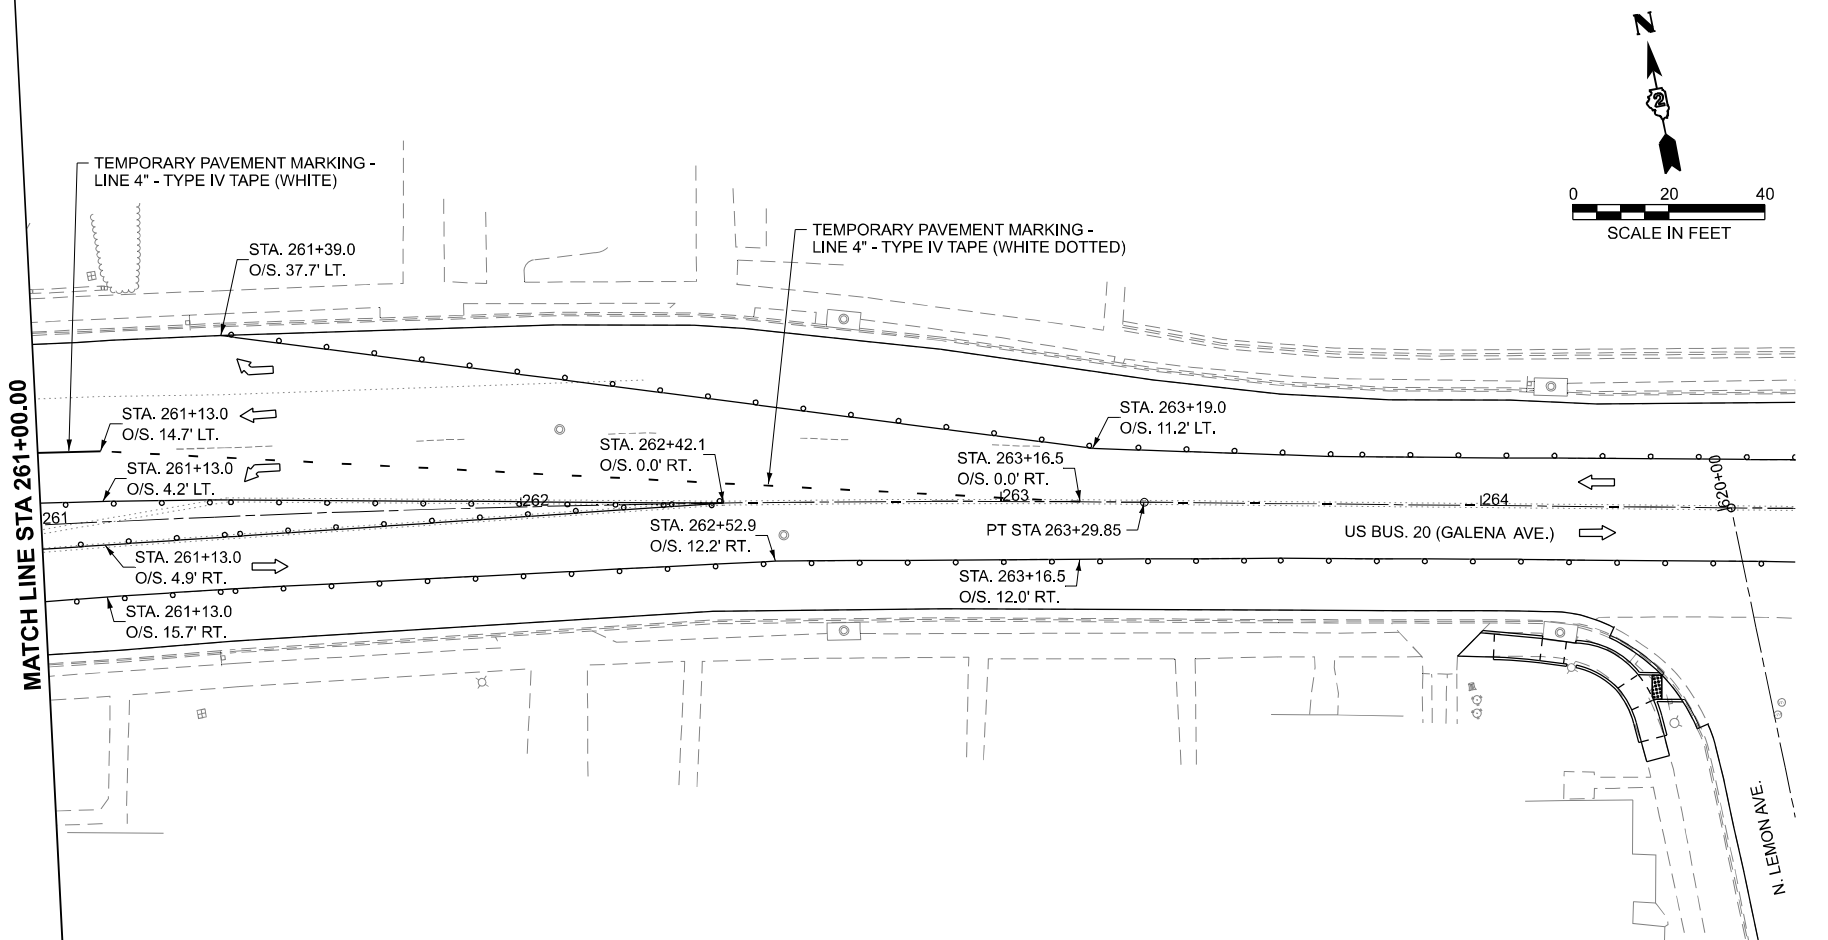 N
2
0 20 40
SCALE IN FEET
TEMPORARY PAVEMENT MARKING -
LINE 4" - TYPE IV TAPE (WHITE)
TEMPORARY PAVEMENT MARKING -
LINE 4" - TYPE IV TAPE (WHITE DOTTED)
STA. 261+39.0
O/S. 37.7' LT.
MATCH LINE STA 261+00.00
STA. 261+13.0
O/S. 14.7' LT.
STA. 263+19.0
O/S. 11.2' LT.
STA. 262+42.1
O/S. 0.0' RT.
STA. 263+16.5
O/S. 0.0' RT.
STA. 261+13.0
O/S. 4.2' LT.
261
262
263
264
620+00
STA. 262+52.9
O/S. 12.2' RT.
PT STA 263+29.85
US BUS. 20 (GALENA AVE.)
STA. 261+13.0
O/S. 4.9' RT.
STA. 263+16.5
O/S. 12.0' RT.
STA. 261+13.0
O/S. 15.7' RT.
N. LEMON AVE.